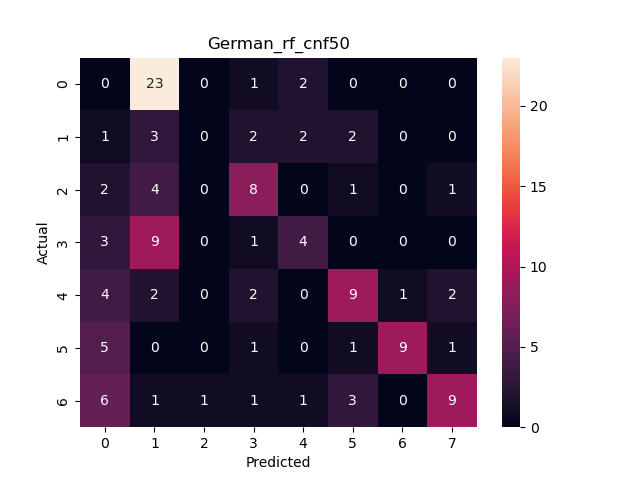 German_rf_cnf50
0 0 23 0 1 2 0 0 0
1 1 3 0 2 2 2 0 0
2 2 4 0 8 0 1 0 1
3 3 9 0 1 4 0 0 0
4 4 2 0 2 0 9 1 2
5 5 0 0 1 0 1 9 1
6 6 1 1 1 1 3 0 9
0 1 2 3 4 5 6 7
Predicted
Actual
20
15
10
5
0